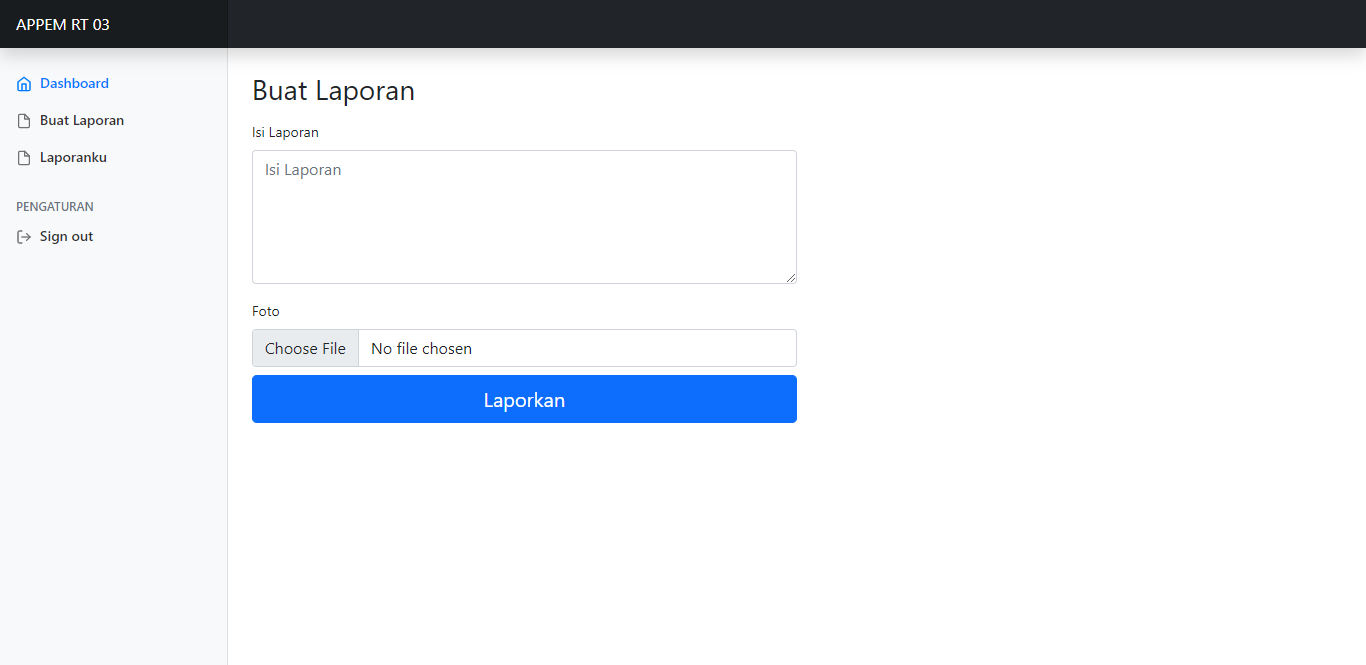 APPEM RT 03
Dashboard
Buat Laporan
Laporanku
PENGATURAN
Sign out
Buat Laporan
Isi Laporan
Isi Laporan
Foto
Choose File No file chosen
Laporkan